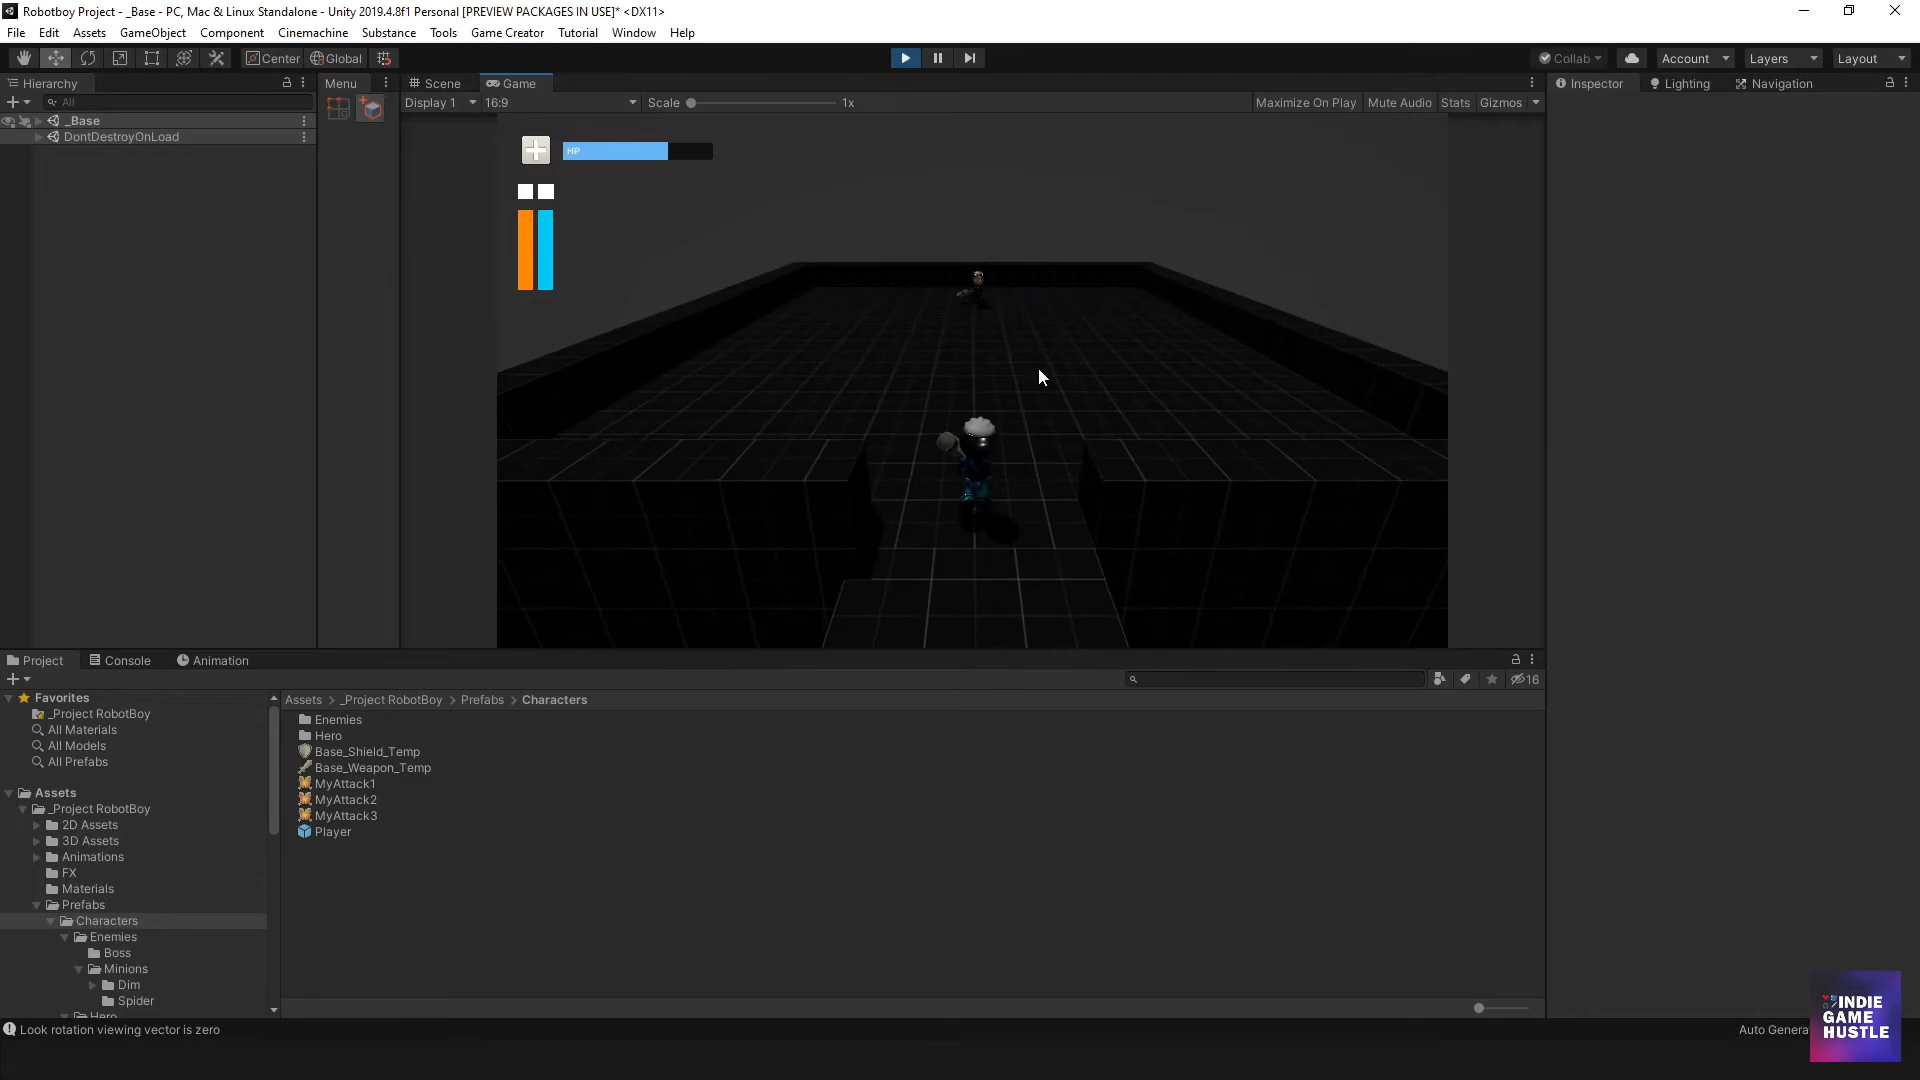 Robotboy Project - _Base - PC, Mac & Linux Standalone - Unity 2019.4.8f1 Personal [PREVIEW PACKAGES IN USE]* <DX11>
File Edit Assets GameObject Component Cinemachine Substance Tools Game Creator Tutorial Window Help
Center Global Collab Account Layers Layout
Hierarchy Menu Scene Game Inspector Lighting Navigation
All Display 1 16:9 Scale 1x Maximize On Play Mute Audio Stats Gizmos
_Base
DontDestroyOnLoad
HP
Project Console Animation
16
Favorites
_Project RobotBoy
All Materials
All Models
All Prefabs
Assets
_Project RobotBoy
2D Assets
3D Assets
Animations
FX
Materials
Prefabs
Characters
Enemies
Boss
Minions
Dim
Spider
Hero
Assets > _Project RobotBoy > Prefabs > Characters
Enemies
Hero
Base_Shield_Temp
Base_Weapon_Temp
MyAttack1
MyAttack2
MyAttack3
Player
Look rotation viewing vector is zero
Auto Genera
INDIE
GAME
HUSTLE